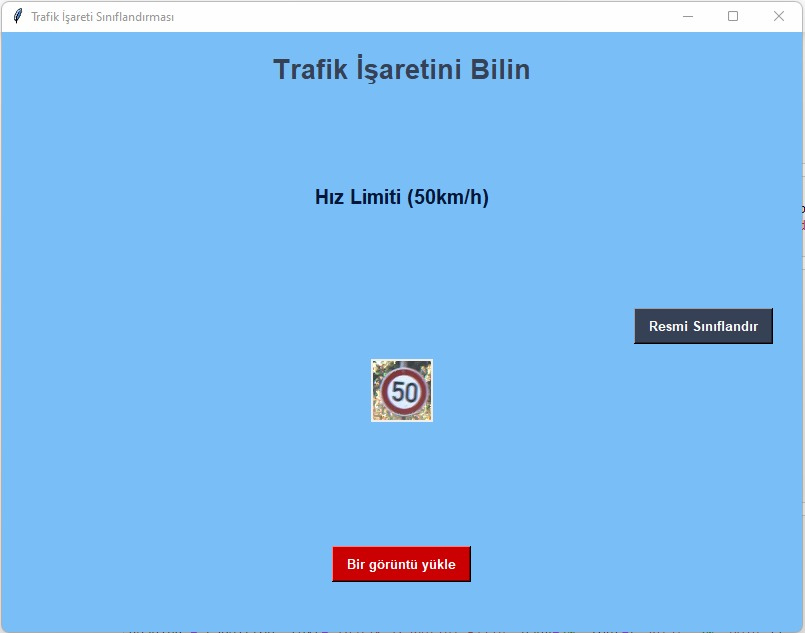 Trafik İşareti Sınıflandırması
Trafik İşaretini Bilin
Hız Limiti (50km/h)
Resmi Sınıflandır
50
Bir görüntü yükle